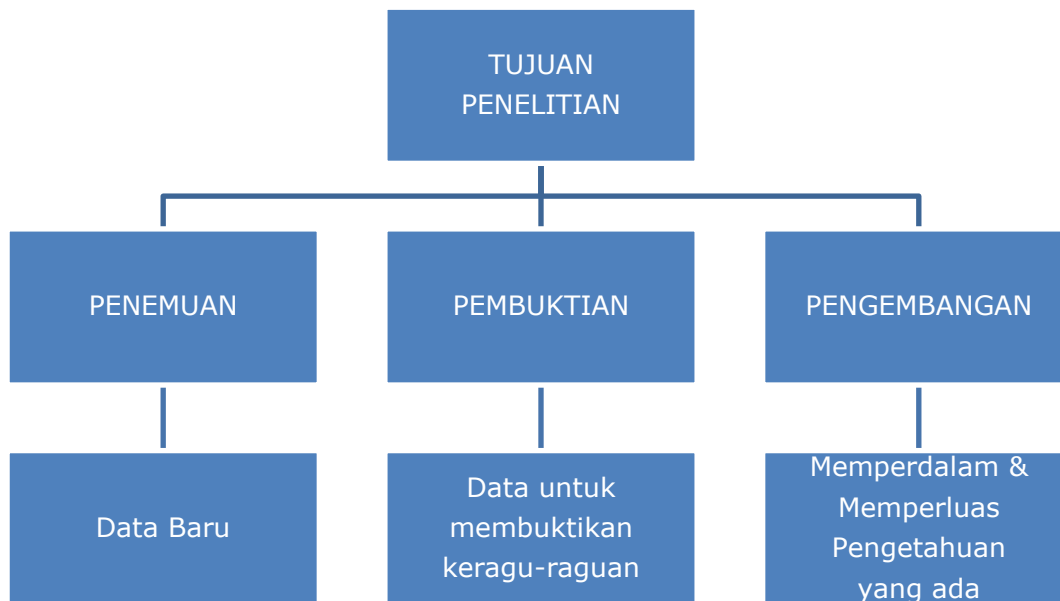 TUJUAN
PENELITIAN
PENEMUAN
PEMBUKTIAN
PENGEMBANGAN
Data Baru
Data untuk
membuktikan
keragu-raguan
Memperdalam &
Memperluas
Pengetahuan
yang ada